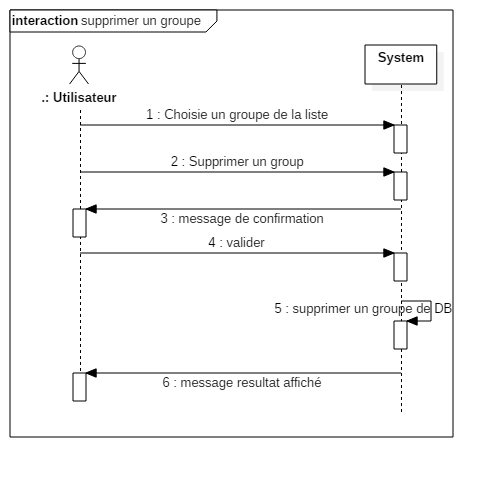 interaction supprimer un groupe
System
.: Utilisateur
1 : Choisie un groupe de la liste
2 : Supprimer un group
3 : message de confirmation
4 : valider
5 : supprimer un groupe de DB
6 : message resultat affiché